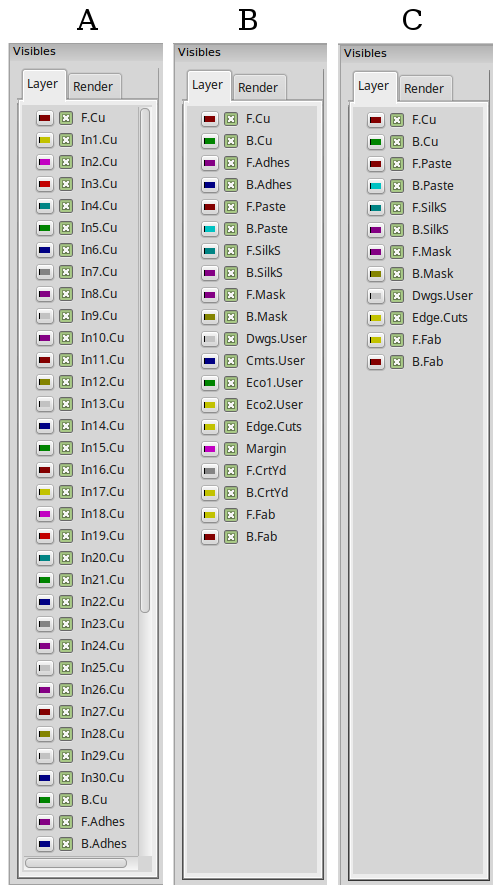 A B C
Visibles Visibles Visibles
Layer Render Layer Render Layer Render
F.Cu
In1.Cu
In2.Cu
In3.Cu
In4.Cu
In5.Cu
In6.Cu
In7.Cu
In8.Cu
In9.Cu
In10.Cu
In11.Cu
In12.Cu
In13.Cu
In14.Cu
In15.Cu
In16.Cu
In17.Cu
In18.Cu
In19.Cu
In20.Cu
In21.Cu
In22.Cu
In23.Cu
In24.Cu
In25.Cu
In26.Cu
In27.Cu
In28.Cu
In29.Cu
In30.Cu
B.Cu
F.Adhes
B.Adhes
F.Cu
B.Cu
F.Adhes
B.Adhes
F.Paste
B.Paste
F.SilkS
B.SilkS
F.Mask
B.Mask
Dwgs.User
Cmts.User
Eco1.User
Eco2.User
Edge.Cuts
Margin
F.CrtYd
B.CrtYd
F.Fab
B.Fab
F.Cu
B.Cu
F.Paste
B.Paste
F.SilkS
B.SilkS
F.Mask
B.Mask
Dwgs.User
Edge.Cuts
F.Fab
B.Fab